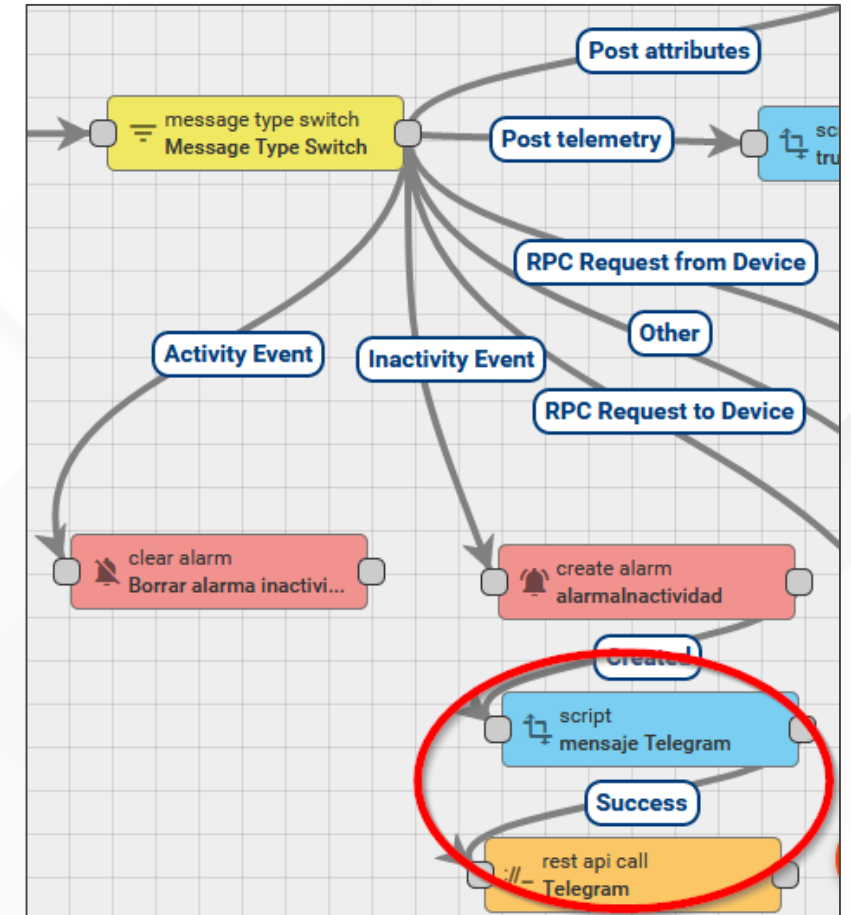 Post attributes
message type switch
Message Type Switch
Post telemetry
RPC Request from Device
Other
Activity Event
Inactivity Event
RPC Request to Device
clear alarm
Borrar alarma inactivi...
create alarm
alarmaInactividad
Created
script
mensaje Telegram
Success
rest api call
Telegram